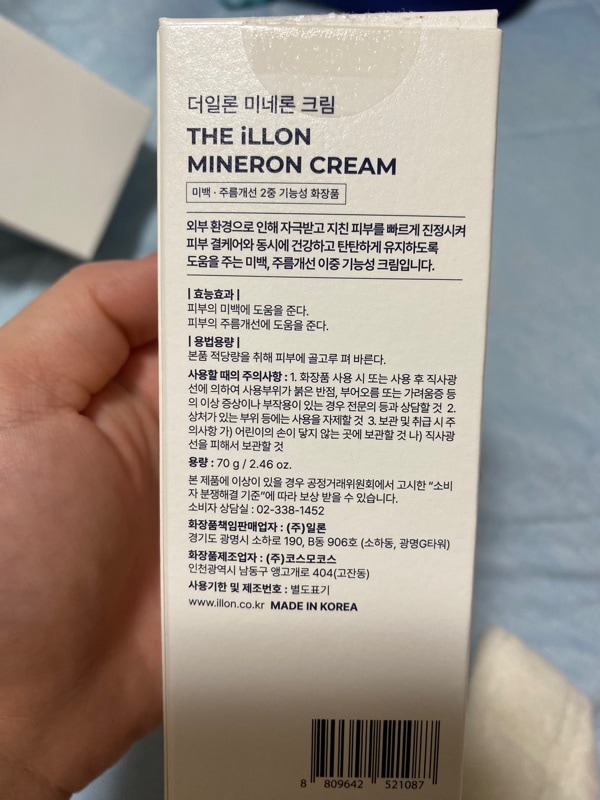 더일론 미네론 크림
THE iLLON
MINERON CREAM
미백 · 주름개선 2중 기능성 화장품
외부 환경으로 인해 자극받고 지친 피부를 빠르게 진정시켜
피부 결케어와 동시에 건강하고 탄탄하게 유지하도록
도움을 주는 미백, 주름개선 이중 기능성 크림입니다.
| 효능효과 |
피부의 미백에 도움을 준다.
피부의 주름개선에 도움을 준다.
| 용법용량 |
본품 적당량을 취해 피부에 골고루 펴 바른다.
사용할 때의 주의사항 : 1. 화장품 사용 시 또는 사용 후 직사광
선에 의하여 사용부위가 붉은 반점, 부어오름 또는 가려움증 등
의 이상 증상이나 부작용이 있는 경우 전문의 등과 상담할 것 2.
상처가 있는 부위 등에는 사용을 자제할 것 3. 보관 및 취급 시 주
의사항 가) 어린이의 손이 닿지 않는 곳에 보관할 것 나) 직사광
선을 피해서 보관할 것
용량 : 70 g / 2.46 oz.
본 제품에 이상이 있을 경우 공정거래위원회에서 고시한 “소비
자 분쟁해결 기준”에 따라 보상 받을 수 있습니다.
소비자 상담실 : 02-338-1452
화장품책임판매업자 : (주)일론
경기도 광명시 소하로 190, B동 906호 (소하동, 광명G타워)
화장품제조업자 : (주)코스모코스
인천광역시 남동구 앵고개로 404(고잔동)
사용기한 및 제조번호 : 별도표기
www.illon.co.kr MADE IN KOREA
8 809642 521087